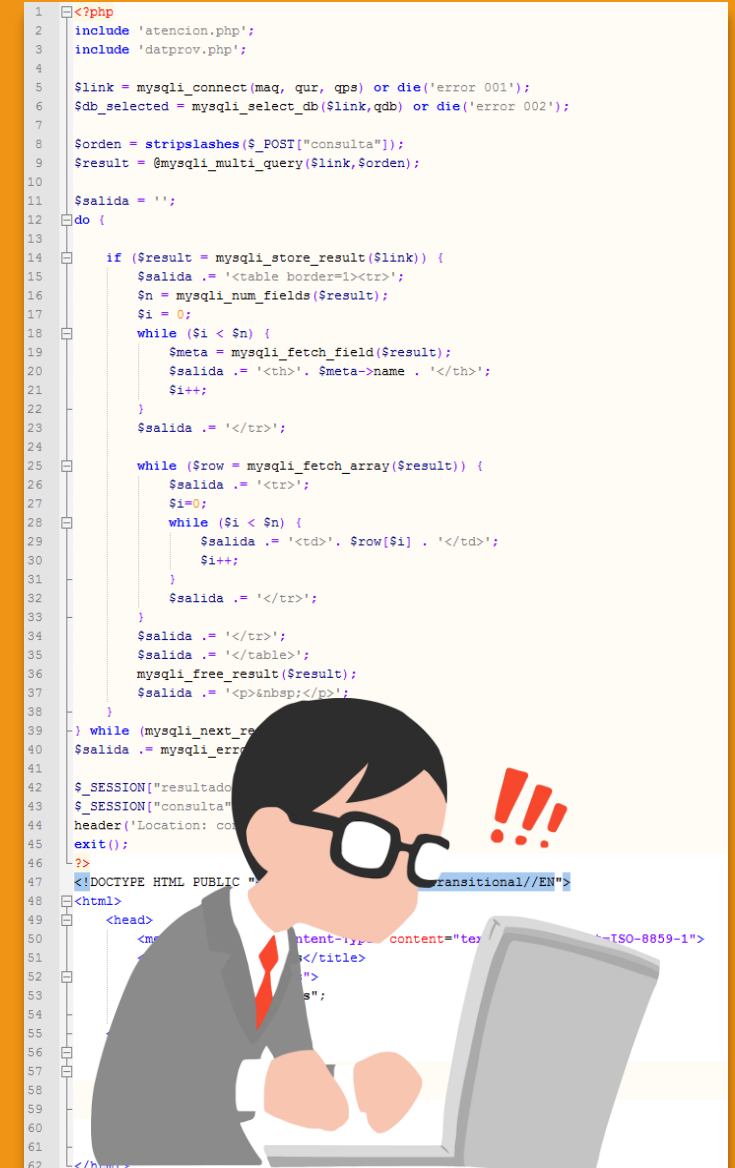 1 <?php
2 include 'atencion.php';
3 include 'datprov.php';
4
5 $link = mysqli_connect(maq, qur, qps) or die('error 001');
6 $db_selected = mysqli_select_db($link,qdb) or die('error 002');
7
8 $orden = stripslashes($_POST["consulta"]);
9 $result = @mysqli_multi_query($link,$orden);
10
11 $salida = '';
12 do {
13
14 if ($result = mysqli_store_result($link)) {
15 $salida .= '<table border=1><tr>';
16 $n = mysqli_num_fields($result);
17 $i = 0;
18 while ($i < $n) {
19 $meta = mysqli_fetch_field($result);
20 $salida .= '<th>'. $meta->name . '</th>';
21 $i++;
22 }
23 $salida .= '</tr>';
24
25 while ($row = mysqli_fetch_array($result)) {
26 $salida .= '<tr>';
27 $i=0;
28 while ($i < $n) {
29 $salida .= '<td>'. $row[$i] . '</td>';
30 $i++;
31 }
32 $salida .= '</tr>';
33 }
34 $salida .= '</tr>';
35 $salida .= '</table>';
36 mysqli_free_result($result);
37 $salida .= '<p>&nbsp;</p>';
38 }
39 } while (mysqli_next_re
40 $salida .= mysqli_erro
41
42 $_SESSION["resultado
43 $_SESSION["consulta"
44 header('Location: co
45 exit();
46 ?>
47 <!DOCTYPE HTML PUBLIC " ansitional//EN">
48 <html>
49 <head>
50 <me content="tex =ISO-8859-1">
51 </title>
52 ">
53 s";
54
55
56
57
58
59
60
61
62 </html>
!!!